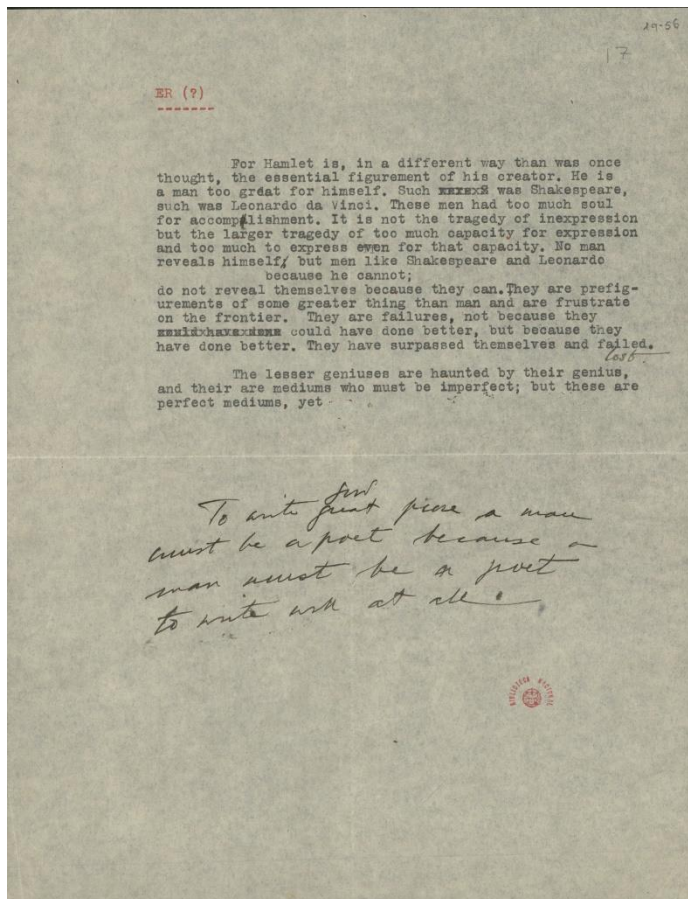 19-56
17
ER (?)
For Hamlet is, in a different way than was once
thought, the essential figurement of his creator. He is
a man too great for himself. Such was Shakespeare,
such was Leonardo da Vinci. These men had too much soul
for accomplishment. It is not the tragedy of inexpression
but the larger tragedy of too much capacity for expression
and too much to express even for that capacity. No man
reveals himself, but men like Shakespeare and Leonardo
because he cannot;
do not reveal themselves because they can.They are prefig-
urements of some greater thing than man and are frustrate
on the frontier. They are failures, not because they
could have done better, but because they
have done better. They have surpassed themselves and failed.
lost.
The lesser geniuses are haunted by their genius,
and their are mediums who must be imperfect; but these are
perfect mediums, yet
To write great prose a man
must be a poet because a
man must be a poet
to write at all.
BIBLIOTECA NACIONAL